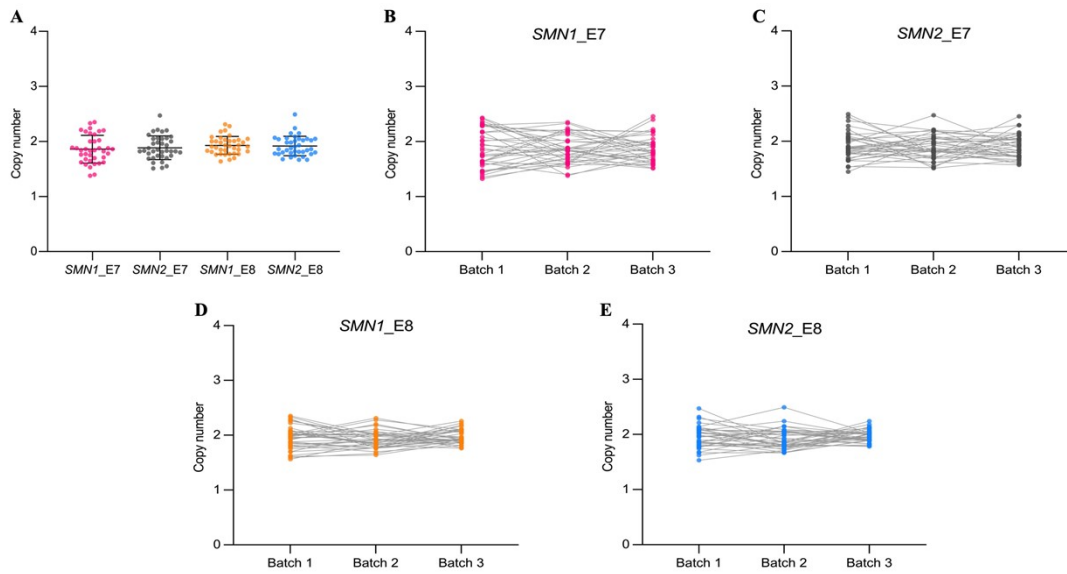 A
Copy number
4
3
2
1
0
SMN1_E7 SMN2_E7 SMN1_E8 SMN2_E8
B
SMN1_E7
Copy number
4
3
2
1
0
Batch 1 Batch 2 Batch 3
C
SMN2_E7
Copy number
4
3
2
1
0
Batch 1 Batch 2 Batch 3
D
SMN1_E8
Copy number
4
3
2
1
0
Batch 1 Batch 2 Batch 3
E
SMN2_E8
Copy number
4
3
2
1
0
Batch 1 Batch 2 Batch 3